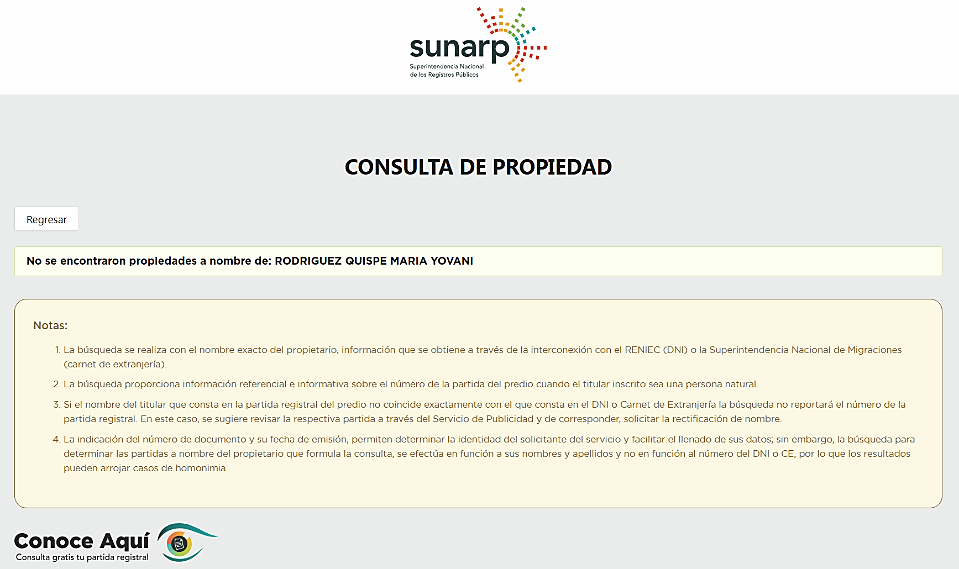 sunarp
Superintendencia Nacional
de los Registros Públicos
CONSULTA DE PROPIEDAD
Regresar
No se encontraron propiedades a nombre de: RODRIGUEZ QUISPE MARIA YOVANI
Notas:
1. La búsqueda se realiza con el nombre exacto del propietario, información que se obtiene a través de la interconexión con el RENIEC (DNI) o la Superintendencia Nacional de Migraciones
(carnet de extranjería).
2. La búsqueda proporciona información referencial e informativa sobre el número de la partida del predio cuando el titular inscrito sea una persona natural.
3. Si el nombre del titular que consta en la partida registral del predio no coincide exactamente con el que consta en el DNI o Carnet de Extranjería la búsqueda no reportará el número de la
partida registral. En este caso, se sugiere revisar la respectiva partida a través del Servicio de Publicidad y de corresponder, solicitar la rectificación de nombre.
4. La indicación del número de documento y su fecha de emisión, permiten determinar la identidad del solicitante del servicio y facilitar el llenado de sus datos; sin embargo, la búsqueda para
determinar las partidas a nombre del propietario que formula la consulta, se efectúa en función a sus nombres y apellidos y no en función al número del DNI o CE, por lo que los resultados
pueden arrojar casos de homonimia
Conoce Aquí
Consulta gratis tu partida registral